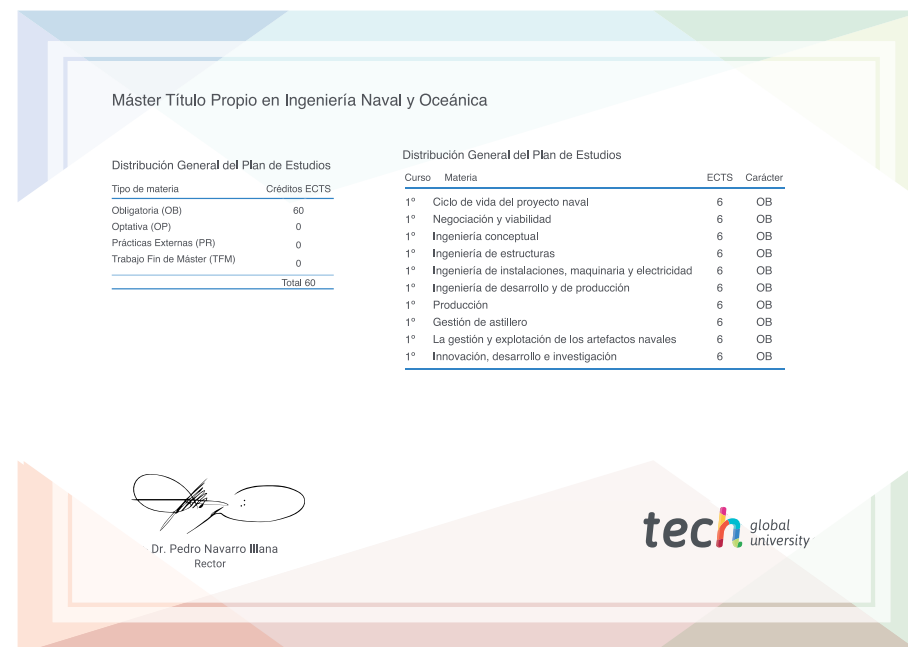 Máster Título Propio en Ingeniería Naval y Oceánica
Distribución General del Plan de Estudios
Tipo de materia Créditos ECTS
Obligatoria (OB) 60
Optativa (OP) 0
Prácticas Externas (PR) 0
Trabajo Fin de Máster (TFM) 0
Total 60
Distribución General del Plan de Estudios
Curso Materia ECTS Carácter
1º Ciclo de vida del proyecto naval 6 OB
1º Negociación y viabilidad 6 OB
1º Ingeniería conceptual 6 OB
1º Ingeniería de estructuras 6 OB
1º Ingeniería de instalaciones, maquinaria y electricidad 6 OB
1º Ingeniería de desarrollo y de producción 6 OB
1º Producción 6 OB
1º Gestión de astillero 6 OB
1º La gestión y explotación de los artefactos navales 6 OB
1º Innovación, desarrollo e investigación 6 OB
Dr. Pedro Navarro Illana
Rector
tech global
university